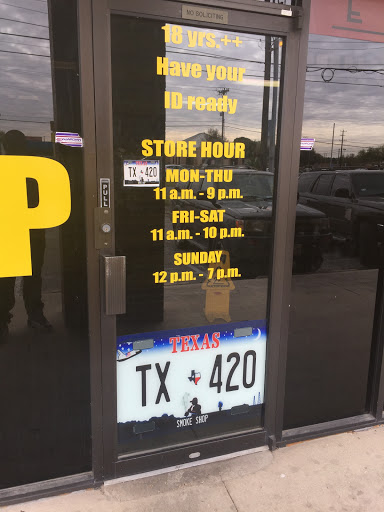 NO SOLICITING
18 yrs.++
Have your
ID ready
STORE HOUR
TX 420
MON-THU
11 a.m. - 9 p.m.
FRI-SAT
11 a.m. - 10 p.m.
SUNDAY
12 p.m. - 7 p.m.
PULL
P
E
TEXAS
TX 420
SMOKE SHOP